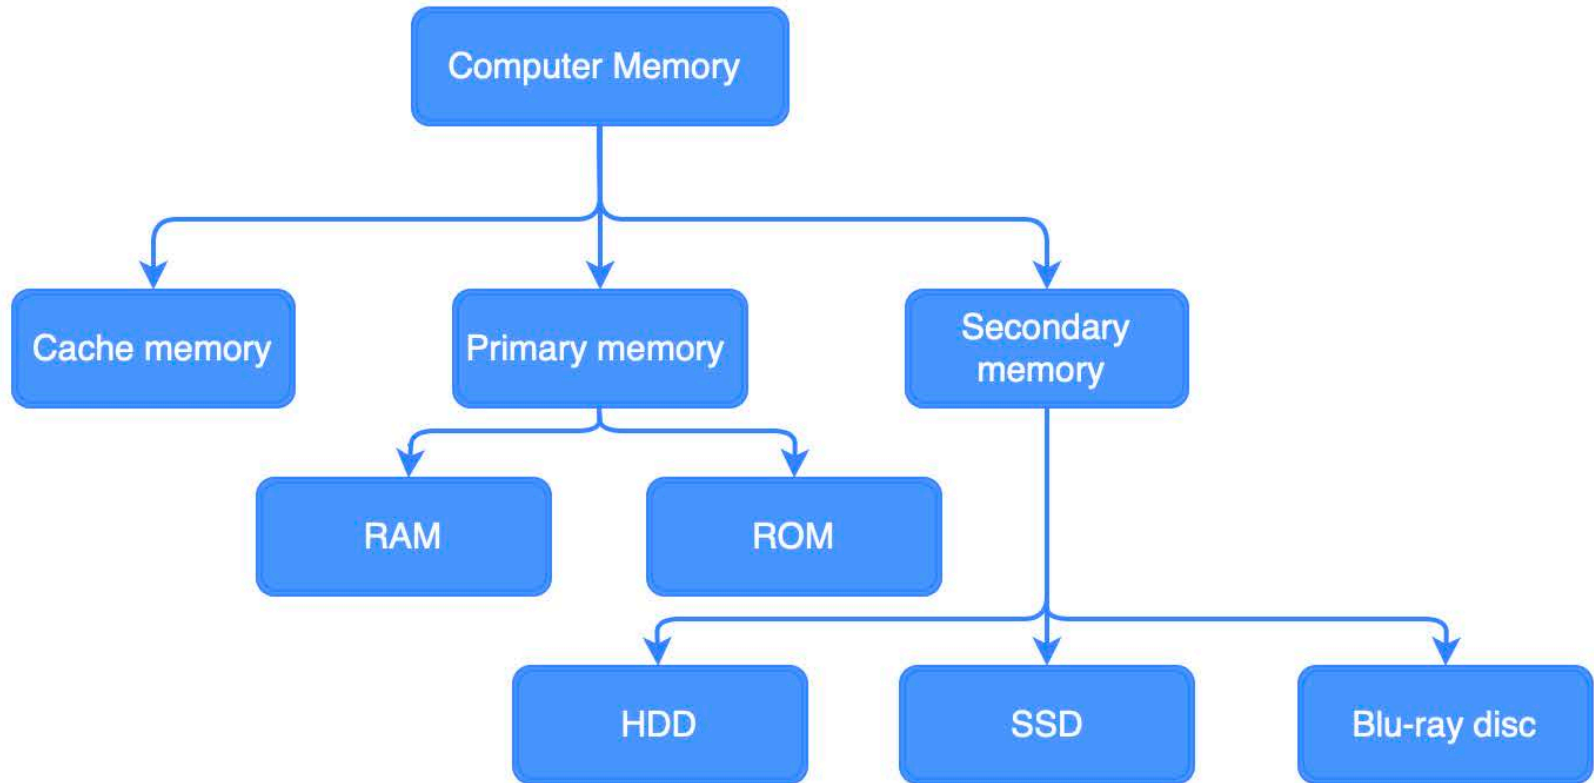 Computer Memory
Cache memory
Primary memory
Secondary
memory
RAM
ROM
HDD
SSD
Blu-ray disc